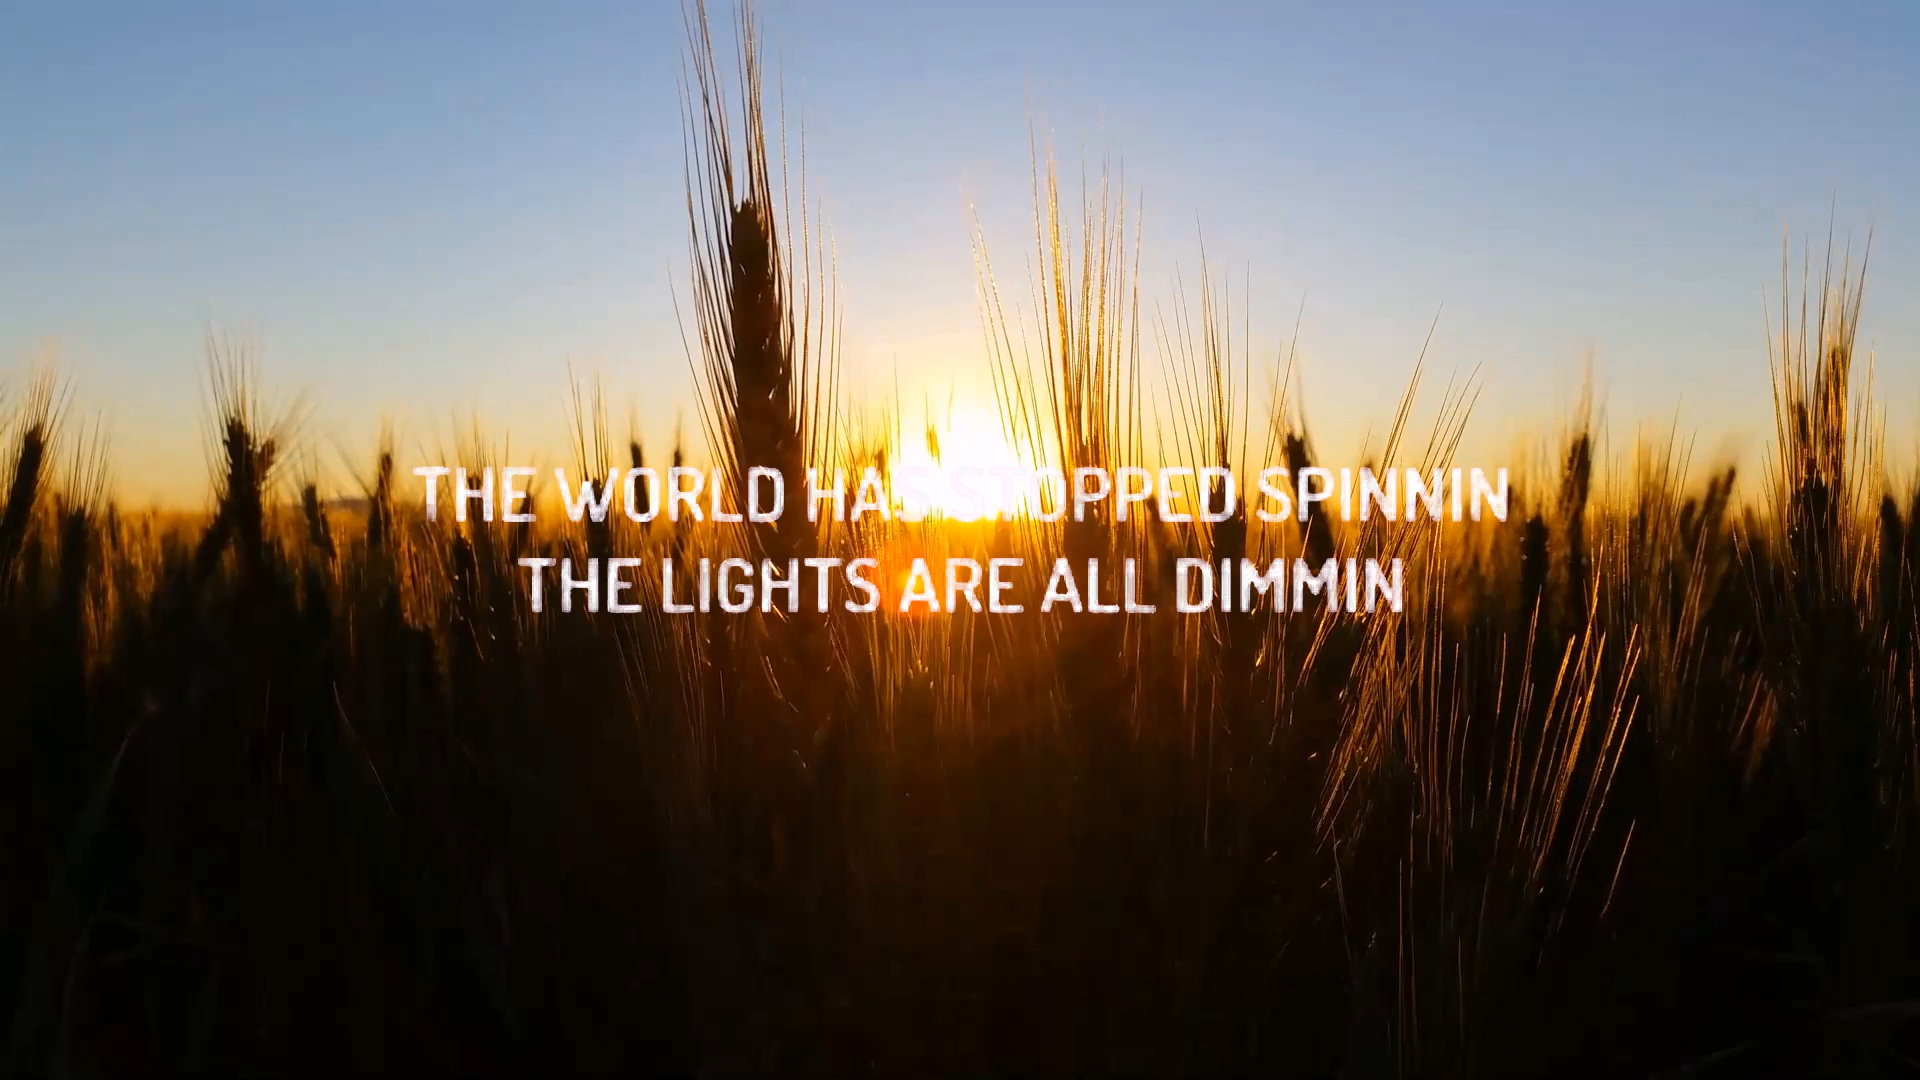 THE WORLD HAS STOPPED SPINNIN
THE LIGHTS ARE ALL DIMMIN